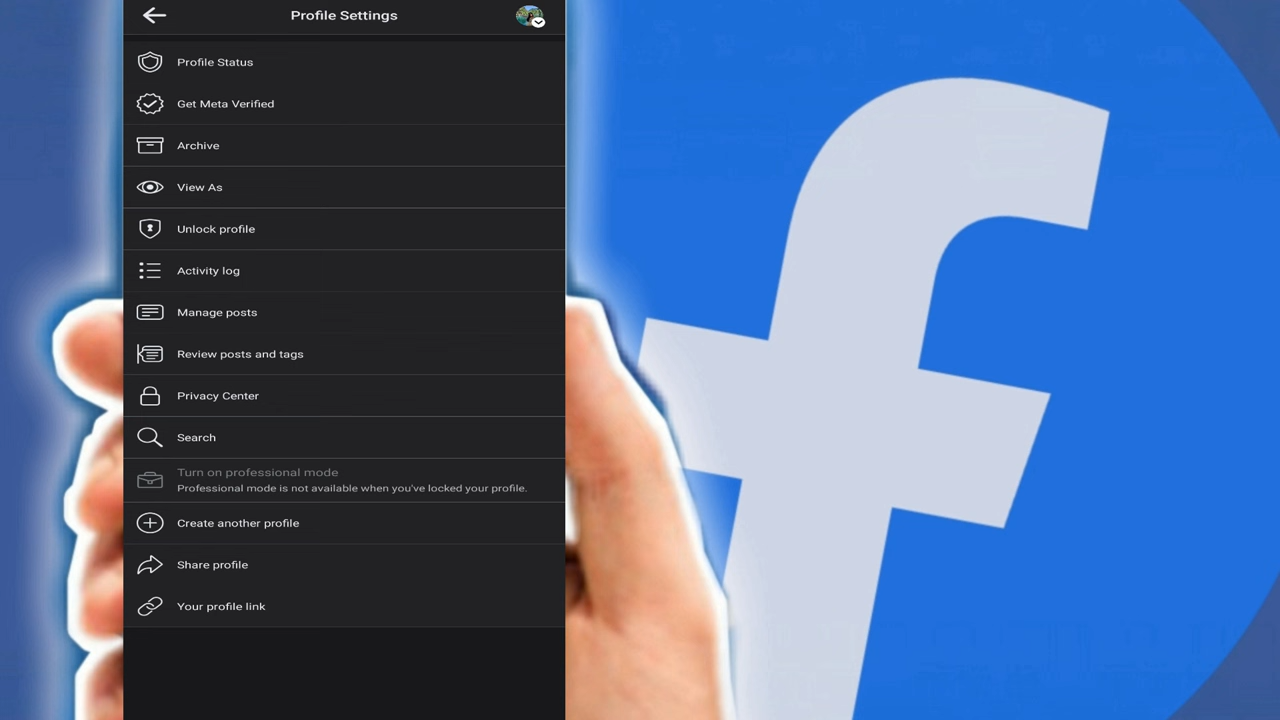 Profile Settings
Profile Status
Get Meta Verified
Archive
View As
Unlock profile
Activity log
Manage posts
Review posts and tags
Privacy Center
Search
Turn on professional mode
Professional mode is not available when you've locked your profile.
Create another profile
Share profile
Your profile link